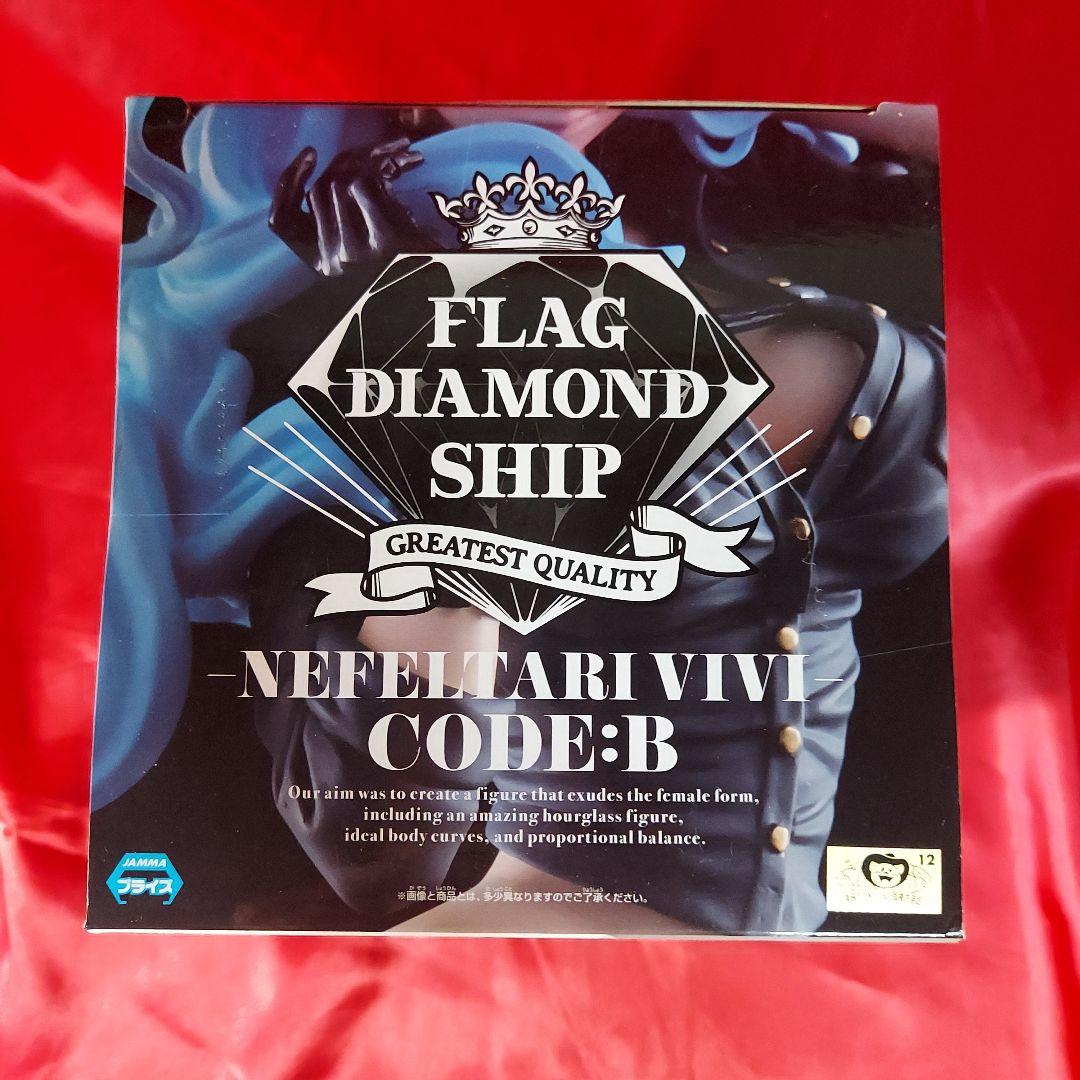 FLAG
DIAMOND
SHIP
GREATEST QUALITY
-NEFELTARI VIVI-
CODE:B
Our aim was to create a figure that exudes the female form,
including an amazing hourglass figure,
ideal body curves, and proportional balance.
JAMMA
プライズ
※画像と商品とは、多少異なりますのでご了承ください。
12